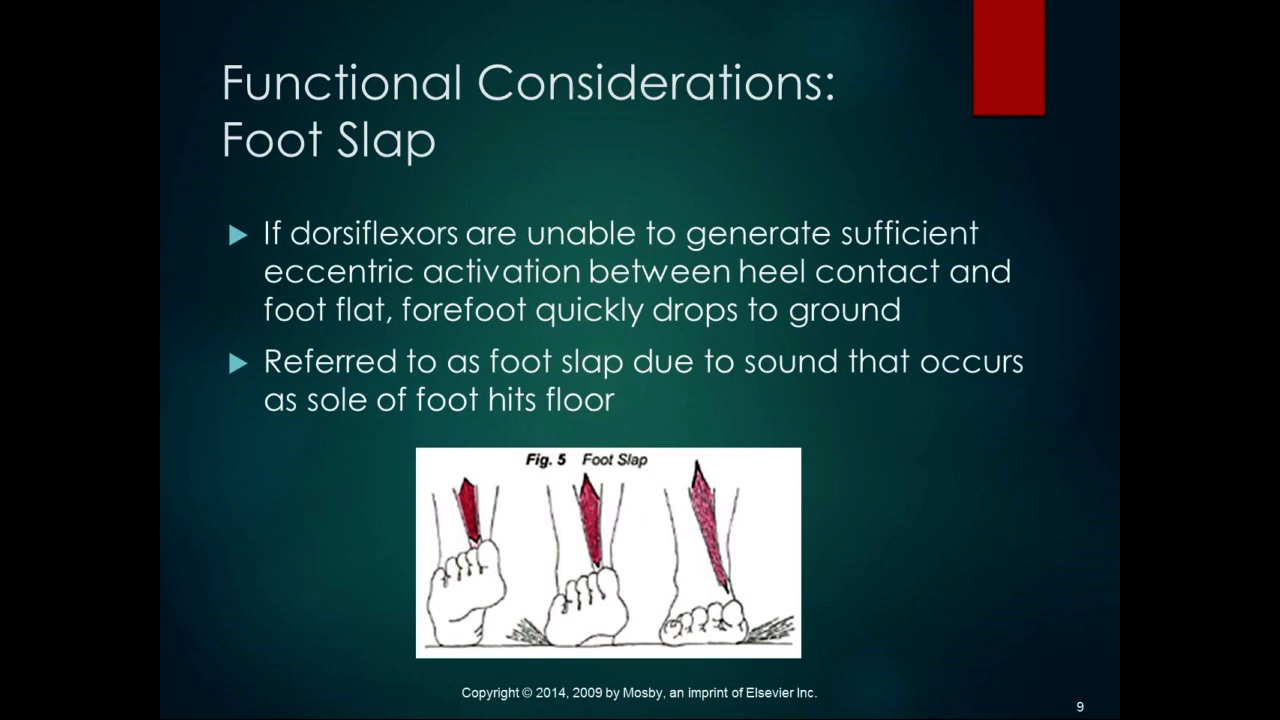 Functional Considerations:
Foot Slap
If dorsiflexors are unable to generate sufficient
eccentric activation between heel contact and
foot flat, forefoot quickly drops to ground
Referred to as foot slap due to sound that occurs
as sole of foot hits floor
Fig. 5 Foot Slap
Copyright © 2014, 2009 by Mosby, an imprint of Elsevier Inc.
9